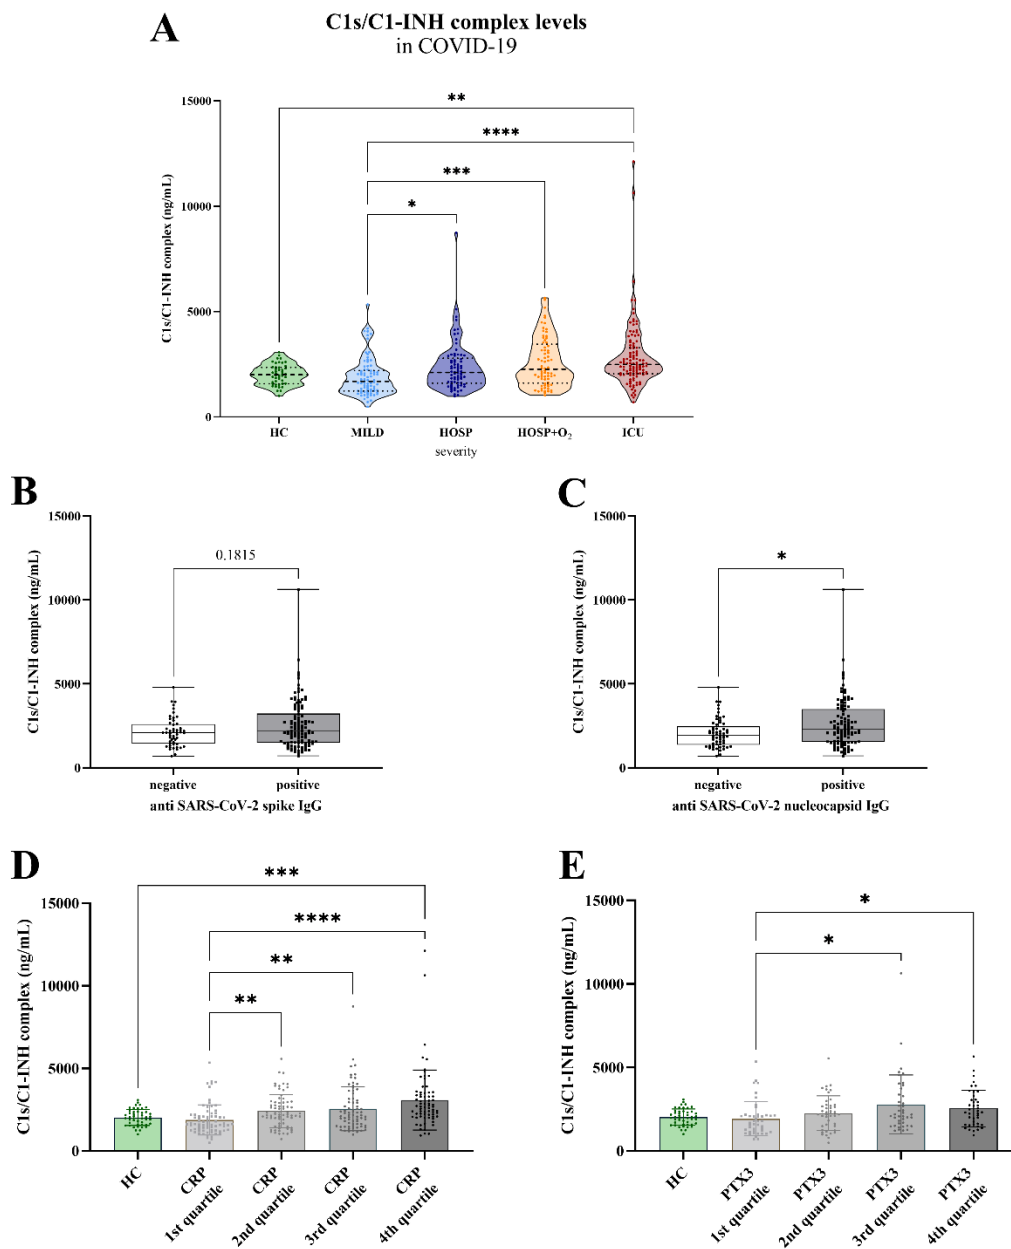 A
C1s/C1-INH complex levels
in COVID-19
C1s/C1-INH complex (ng/mL)
15000
10000
5000
0
**
****
***
*
HC MILD HOSP HOSP+O₂ ICU
severity
B
C1s/C1-INH complex (ng/mL)
15000
10000
5000
0
0.1815
negative positive
anti SARS-CoV-2 spike IgG
C
C1s/C1-INH complex (ng/mL)
15000
10000
5000
0
*
negative positive
anti SARS-CoV-2 nucleocapsid IgG
D
C1s/C1-INH complex (ng/mL)
15000
10000
5000
0
***
****
**
**
HC
CRP
1st quartile
CRP
2nd quartile
CRP
3rd quartile
CRP
4th quartile
E
C1s/C1-INH complex (ng/mL)
15000
10000
5000
0
*
*
HC
PTX3
1st quartile
PTX3
2nd quartile
PTX3
3rd quartile
PTX3
4th quartile